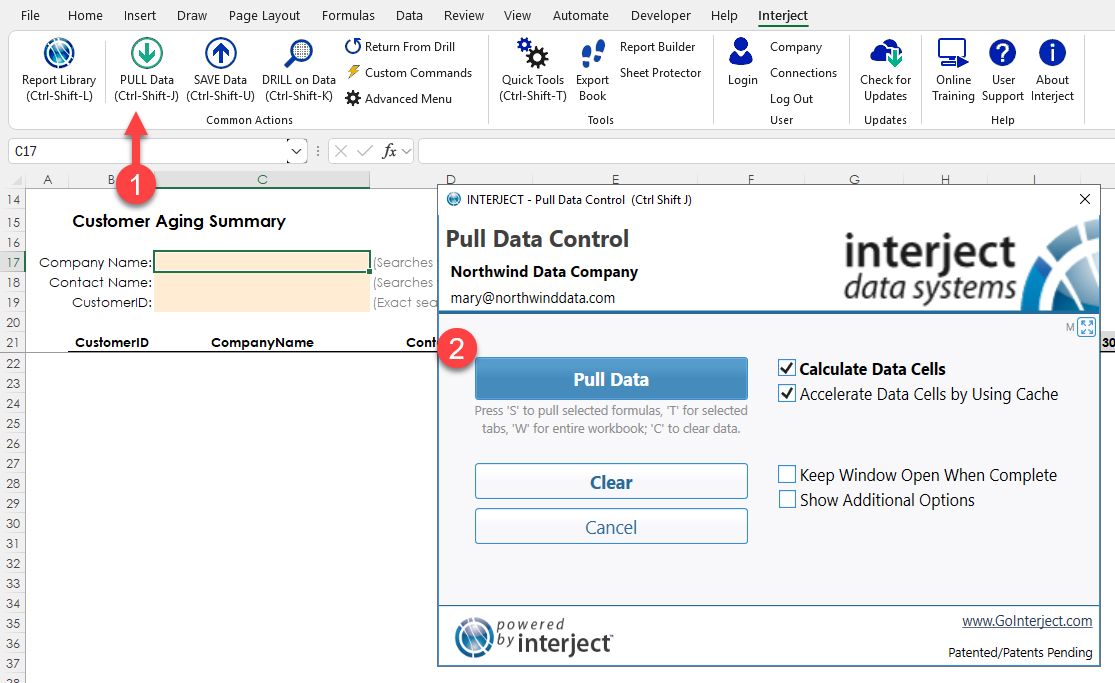 File Home Insert Draw Page Layout Formulas Data Review View Automate Developer Help Interject
Report Library (Ctrl-Shift-L)
PULL Data (Ctrl-Shift-J)
SAVE Data (Ctrl-Shift-U)
DRILL on Data (Ctrl-Shift-K)
Return From Drill
Custom Commands
Advanced Menu
Common Actions
Quick Tools (Ctrl-Shift-T)
Export Book
Report Builder
Sheet Protector
Tools
Login
Company
Connections
Log Out
User
Check for Updates
Updates
Online Training
User Support
About Interject
Help
C17
fx
1
A B C D E F G H I
14
15 Customer Aging Summary
16
17 Company Name: (Searches
18 Contact Name: (Searches
19 CustomerID: (Exact sea
20
21 CustomerID CompanyName Cont 30
22
23
24
25
26
27
28
29
30
31
32
33
34
35
36
37
38
INTERJECT - Pull Data Control (Ctrl Shift J)
Pull Data Control
Northwind Data Company
mary@northwinddata.com
interject
data systems
M
2
Pull Data
Press 'S' to pull selected formulas, 'T' for selected
tabs, 'W' for entire workbook; 'C' to clear data.
Clear
Cancel
Calculate Data Cells
Accelerate Data Cells by Using Cache
Keep Window Open When Complete
Show Additional Options
powered
by interject™
www.GoInterject.com
Patented/Patents Pending